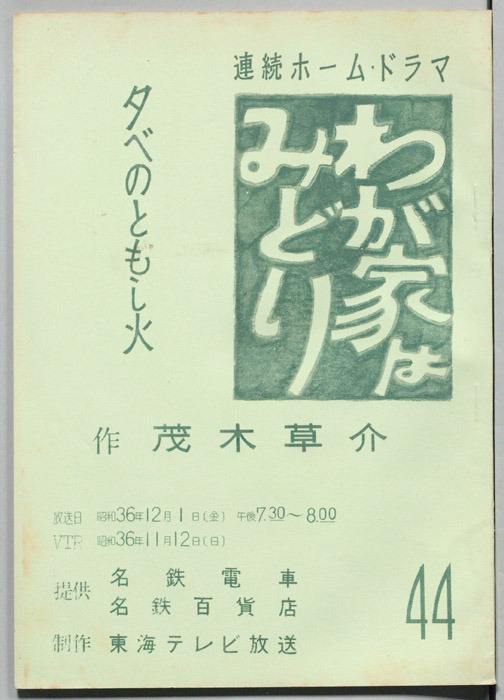 連続ホーム・ドラマ
わが家は
みどり
夕べのともし火
作 茂木草介
放送日 昭和36年12月1日(金) 午後7.30〜8.00
VTR 昭和36年11月12日(日)
提供 名鉄電車
名鉄百貨店
制作 東海テレビ放送
44